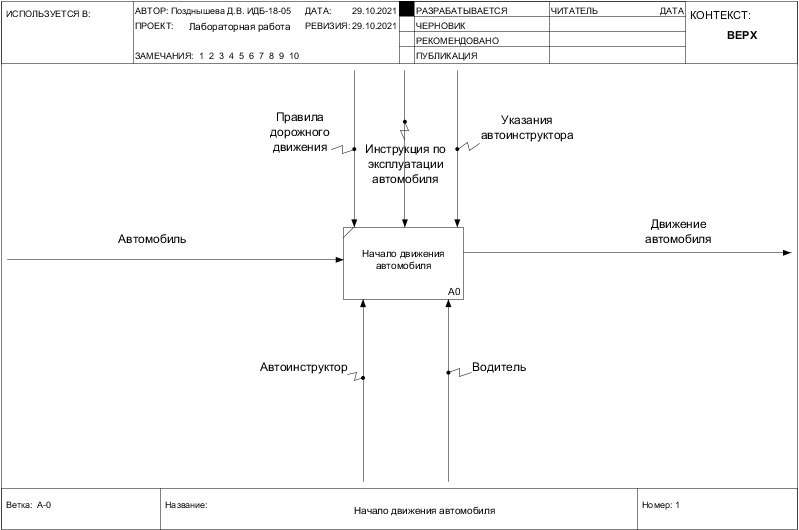 ИСПОЛЬЗУЕТСЯ В:
АВТОР: Позднышева Д.В. ИДБ-18-05 ДАТА: 29.10.2021
ПРОЕКТ: Лабораторная работа РЕВИЗИЯ: 29.10.2021
ЗАМЕЧАНИЯ: 1 2 3 4 5 6 7 8 9 10
РАЗРАБАТЫВАЕТСЯ
ЧЕРНОВИК
РЕКОМЕНДОВАНО
ПУБЛИКАЦИЯ
ЧИТАТЕЛЬ ДАТА
КОНТЕКСТ:
ВЕРХ
Правила
дорожного
движения
Инструкция по
эксплуатации
автомобиля
Указания
автоинструктора
Автомобиль
Движение
автомобиля
Начало движения
автомобиля
A0
Автоинструктор
Водитель
Ветка: A-0
Название:
Начало движения автомобиля
Номер: 1